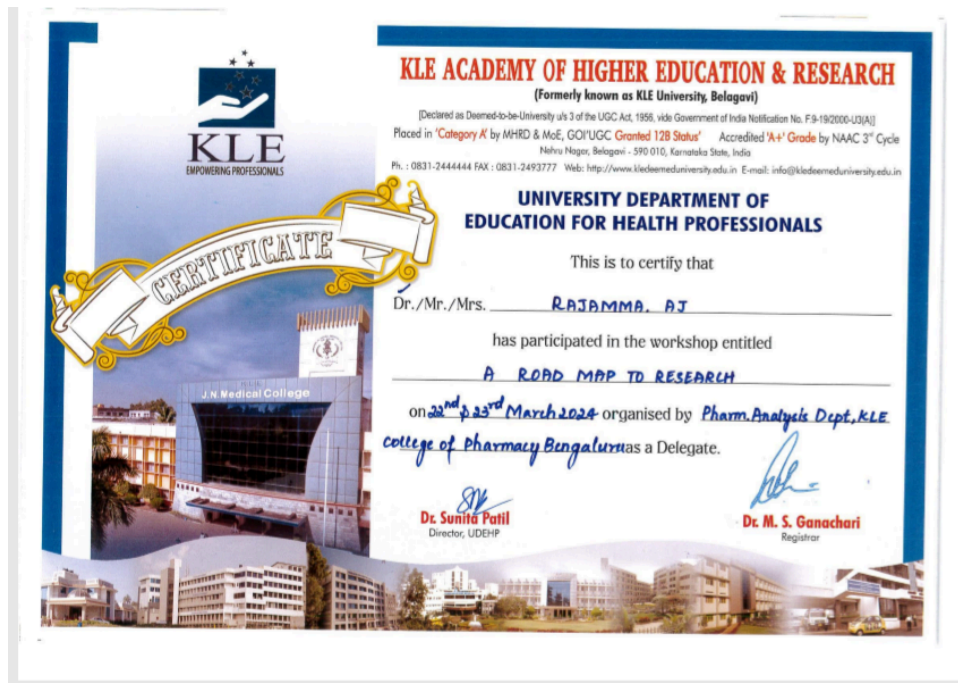 KLE
EMPOWERING PROFESSIONALS
CERTIFICATE
J.N.Medical College
KLE ACADEMY OF HIGHER EDUCATION & RESEARCH
(Formerly known as KLE University, Belagavi)
[Declared as Deemed-to-be-University u/s 3 of the UGC Act, 1956, vide Government of India Notification No. F.9-19/2000-U3(A)]
Placed in 'Category A' by MHRD & MoE, GOI'UGC Granted 12B Status' Accredited 'A+' Grade by NAAC 3rd Cycle
Nehru Nagar, Belagavi - 590 010, Karnataka State, India
Ph. : 0831-2444444 FAX : 0831-2493777 Web: http://www.kledeemeduniversity.edu.in E-mail: info@kledeemeduniversity.edu.in
UNIVERSITY DEPARTMENT OF
EDUCATION FOR HEALTH PROFESSIONALS
This is to certify that
Dr./Mr./Mrs. RAJAMMA. AJ
has participated in the workshop entitled
A ROAD MAP TO RESEARCH
on 22nd & 23rd March 2024 organised by Pharm.Analysis Dept, KLE
college of Pharmacy Bengaluru as a Delegate.
Dr. Sunita Patil
Director, UDEHP
Dr. M. S. Ganachari
Registrar